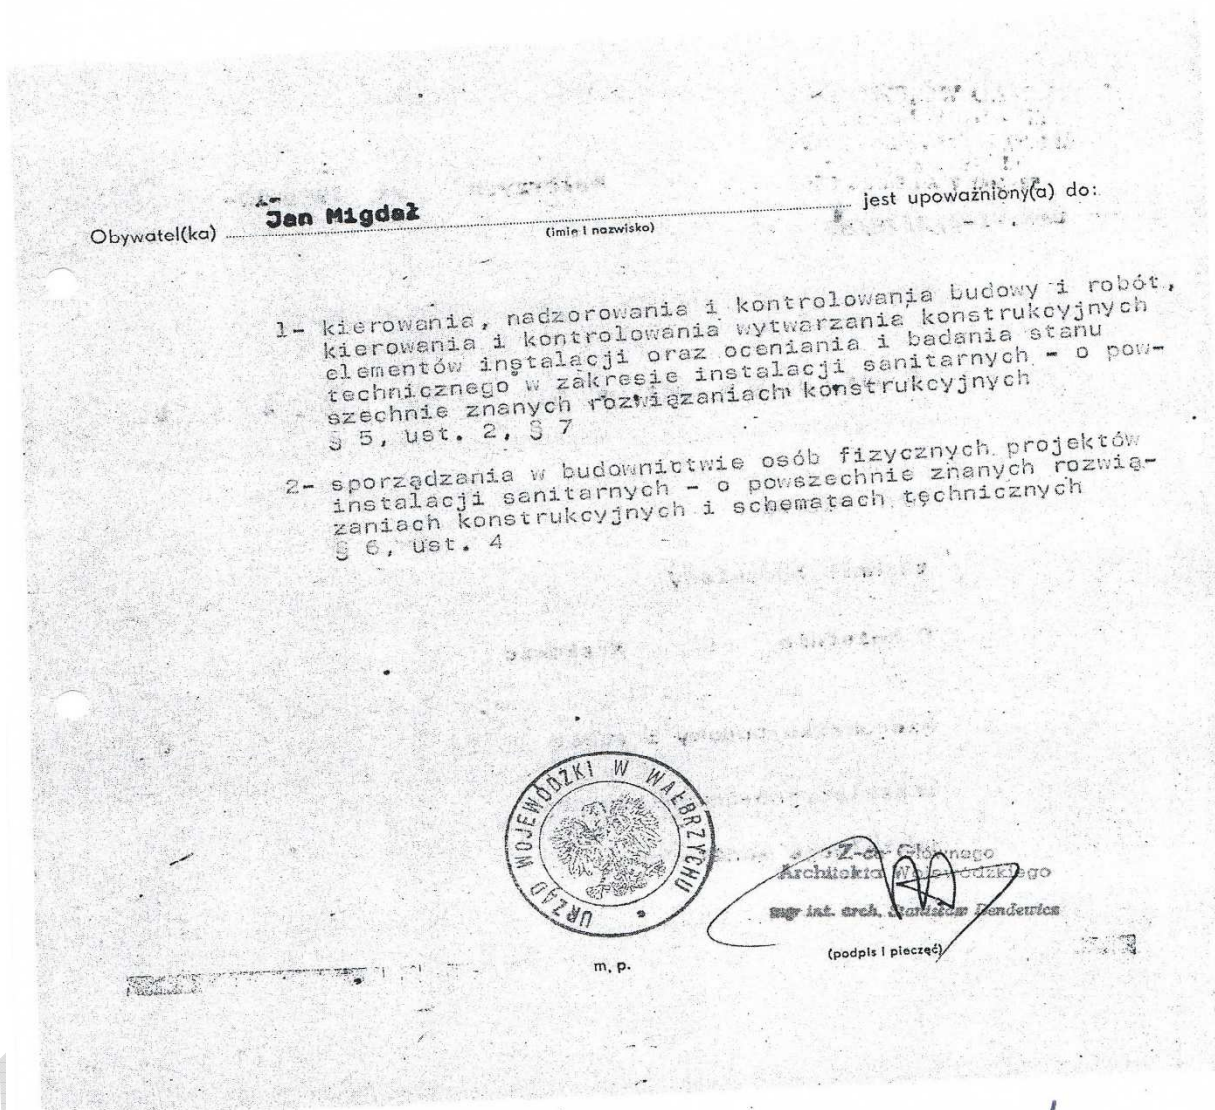 Obywatel(ka) Jan Migdał jest upoważniony(a) do:
(imię i nazwisko)
1- kierowania, nadzorowania i kontrolowania budowy i robót,
kierowania i kontrolowania wytwarzania konstrukcyjnych
elementów instalacji oraz oceniania i badania stanu
technicznego w zakresie instalacji sanitarnych - o pow-
szechnie znanych rozwiązaniach konstrukcyjnych
§ 5, ust. 2, § 7
2- sporządzania w budownictwie osób fizycznych projektów
instalacji sanitarnych - o powszechnie znanych rozwią-
zaniach konstrukcyjnych i schematach technicznych
§ 6, ust. 4
URZĄD WOJEWÓDZKI W WAŁBRZYCHU
Z-ca Głównego
Architekta Wojewódzkiego
mgr inż. arch. Stanisław
(podpis i pieczęć)
m. p.